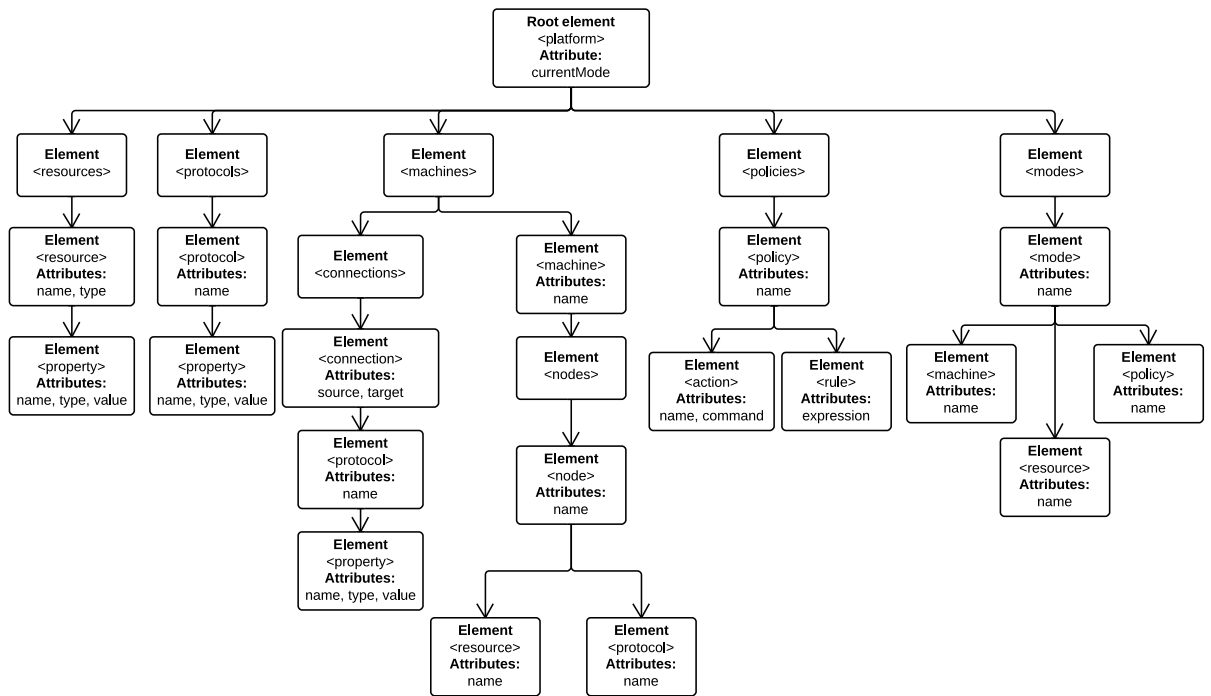 Root element
<platform>
Attribute:
currentMode
Element
<resources>
Element
<protocols>
Element
<machines>
Element
<policies>
Element
<modes>
Element
<resource>
Attributes:
name, type
Element
<protocol>
Attributes:
name
Element
<connections>
Element
<machine>
Attributes:
name
Element
<policy>
Attributes:
name
Element
<mode>
Attributes:
name
Element
<property>
Attributes:
name, type, value
Element
<property>
Attributes:
name, type, value
Element
<connection>
Attributes:
source, target
Element
<nodes>
Element
<action>
Attributes:
name, command
Element
<rule>
Attributes:
expression
Element
<machine>
Attributes:
name
Element
<policy>
Attributes:
name
Element
<protocol>
Attributes:
name
Element
<node>
Attributes:
name
Element
<resource>
Attributes:
name
Element
<property>
Attributes:
name, type, value
Element
<resource>
Attributes:
name
Element
<protocol>
Attributes:
name